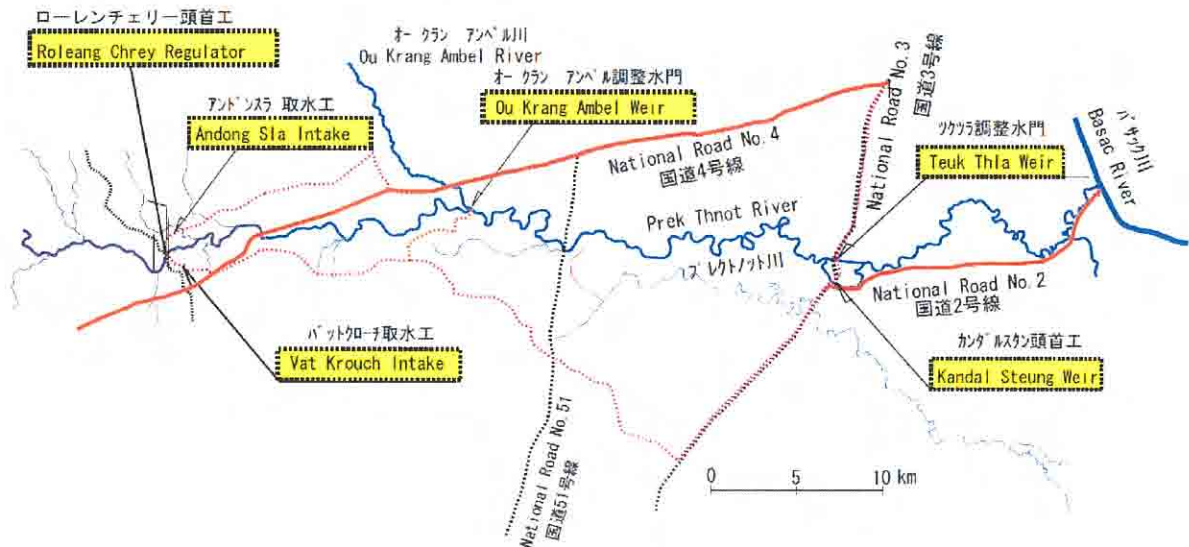 ローレンチェリー頭首工
Roleang Chrey Regulator
オー クラン アンベル川
Ou Krang Ambel River
アンドンスラ 取水工
Andong Sla Intake
オー クラン アンベル調整水門
Ou Krang Ambel Weir
National Road No.4
国道4号線
National Road No.3
国道3号線
ツクツラ調整水門
Teuk Thla Weir
バサック川
Basac River
Prek Thnot River
プレクトノット川
National Road No.2
国道2号線
バットクローチ取水工
Vat Krouch Intake
カンダルスタン頭首工
Kandal Steung Weir
National Road No.51
国道51号線
0 5 10 km